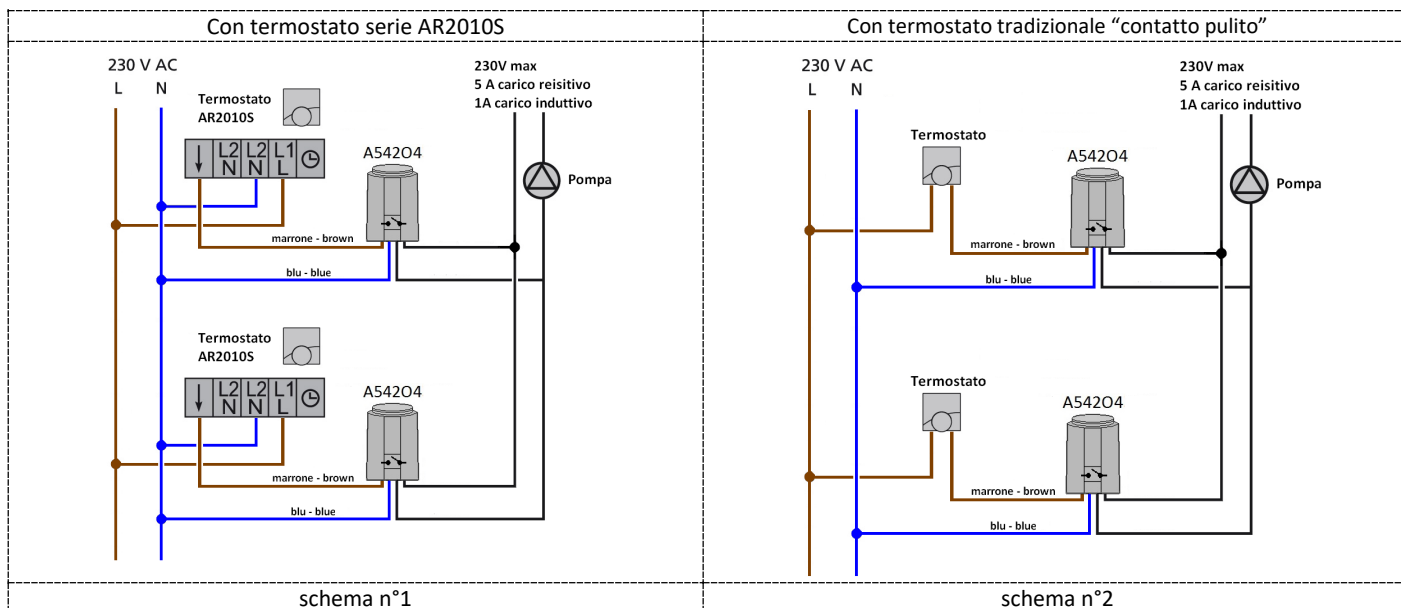 Con termostato serie AR2010S
230 V AC
L N
230V max
5 A carico reisitivo
1A carico induttivo
Termostato
AR2010S
↓ L2 N L2 N L1 L
A542O4
Pompa
marrone - brown
blu - blue
Termostato
AR2010S
↓ L2 N L2 N L1 L
A542O4
marrone - brown
blu - blue
schema n°1
Con termostato tradizionale “contatto pulito”
230 V AC
L N
230V max
5 A carico reisitivo
1A carico induttivo
Termostato
A542O4
Pompa
marrone - brown
blu - blue
Termostato
A542O4
marrone - brown
blu - blue
schema n°2